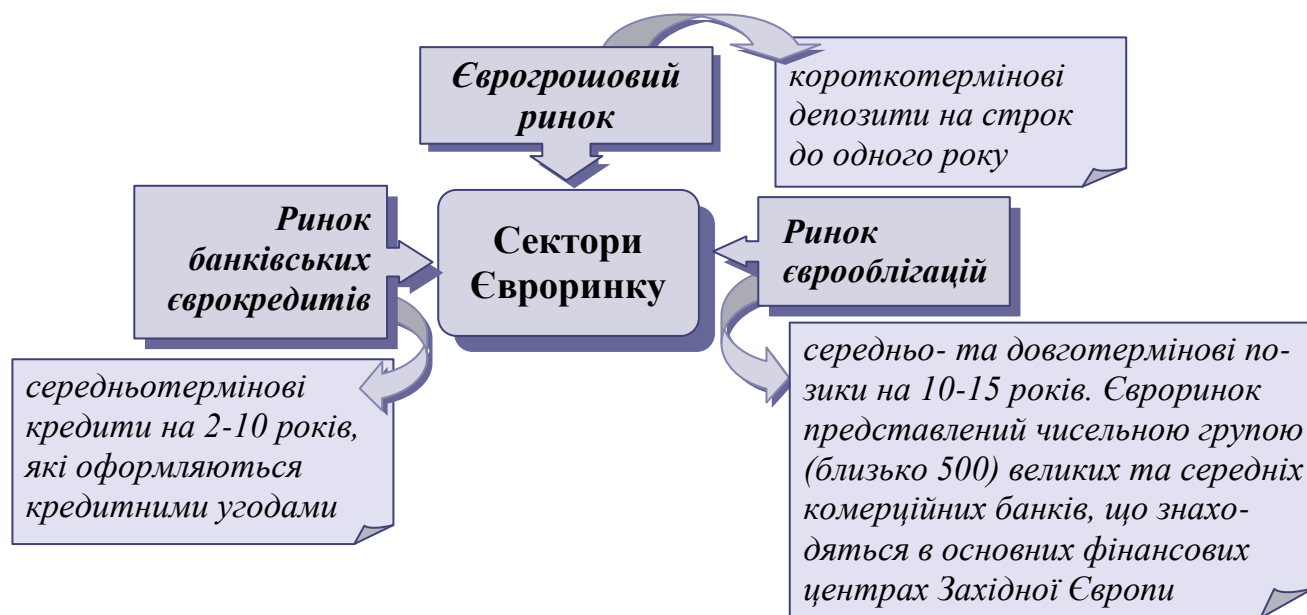 Єврогрошовий
ринок
короткотермінові
депозити на строк
до одного року
Ринок
банківських
єврокредитів
Сектори
Євроринку
Ринок
єврооблігацій
середньотермінові
кредити на 2-10 років,
які оформляються
кредитними угодами
середньо- та довготермінові по-
зики на 10-15 років. Євроринок
представлений чисельною групою
(близько 500) великих та середніх
комерційних банків, що знахо-
дяться в основних фінансових
центрах Західної Європи